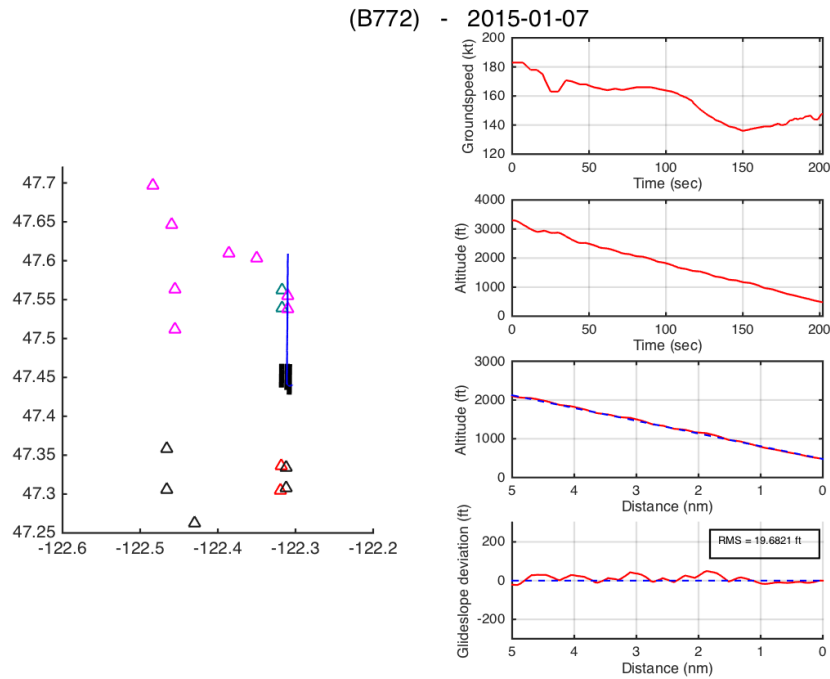 (B772) - 2015-01-07
47.7
47.65
47.6
47.55
47.5
47.45
47.4
47.35
47.3
47.25
-122.6 -122.5 -122.4 -122.3 -122.2
Groundspeed (kt)
200
180
160
140
120
0 50 100 150 200
Time (sec)
Altitude (ft)
4000
3000
2000
1000
0
0 50 100 150 200
Time (sec)
Altitude (ft)
3000
2000
1000
0
5 4 3 2 1 0
Distance (nm)
Glideslope deviation (ft)
200
0
-200
RMS = 19.6821 ft
5 4 3 2 1 0
Distance (nm)